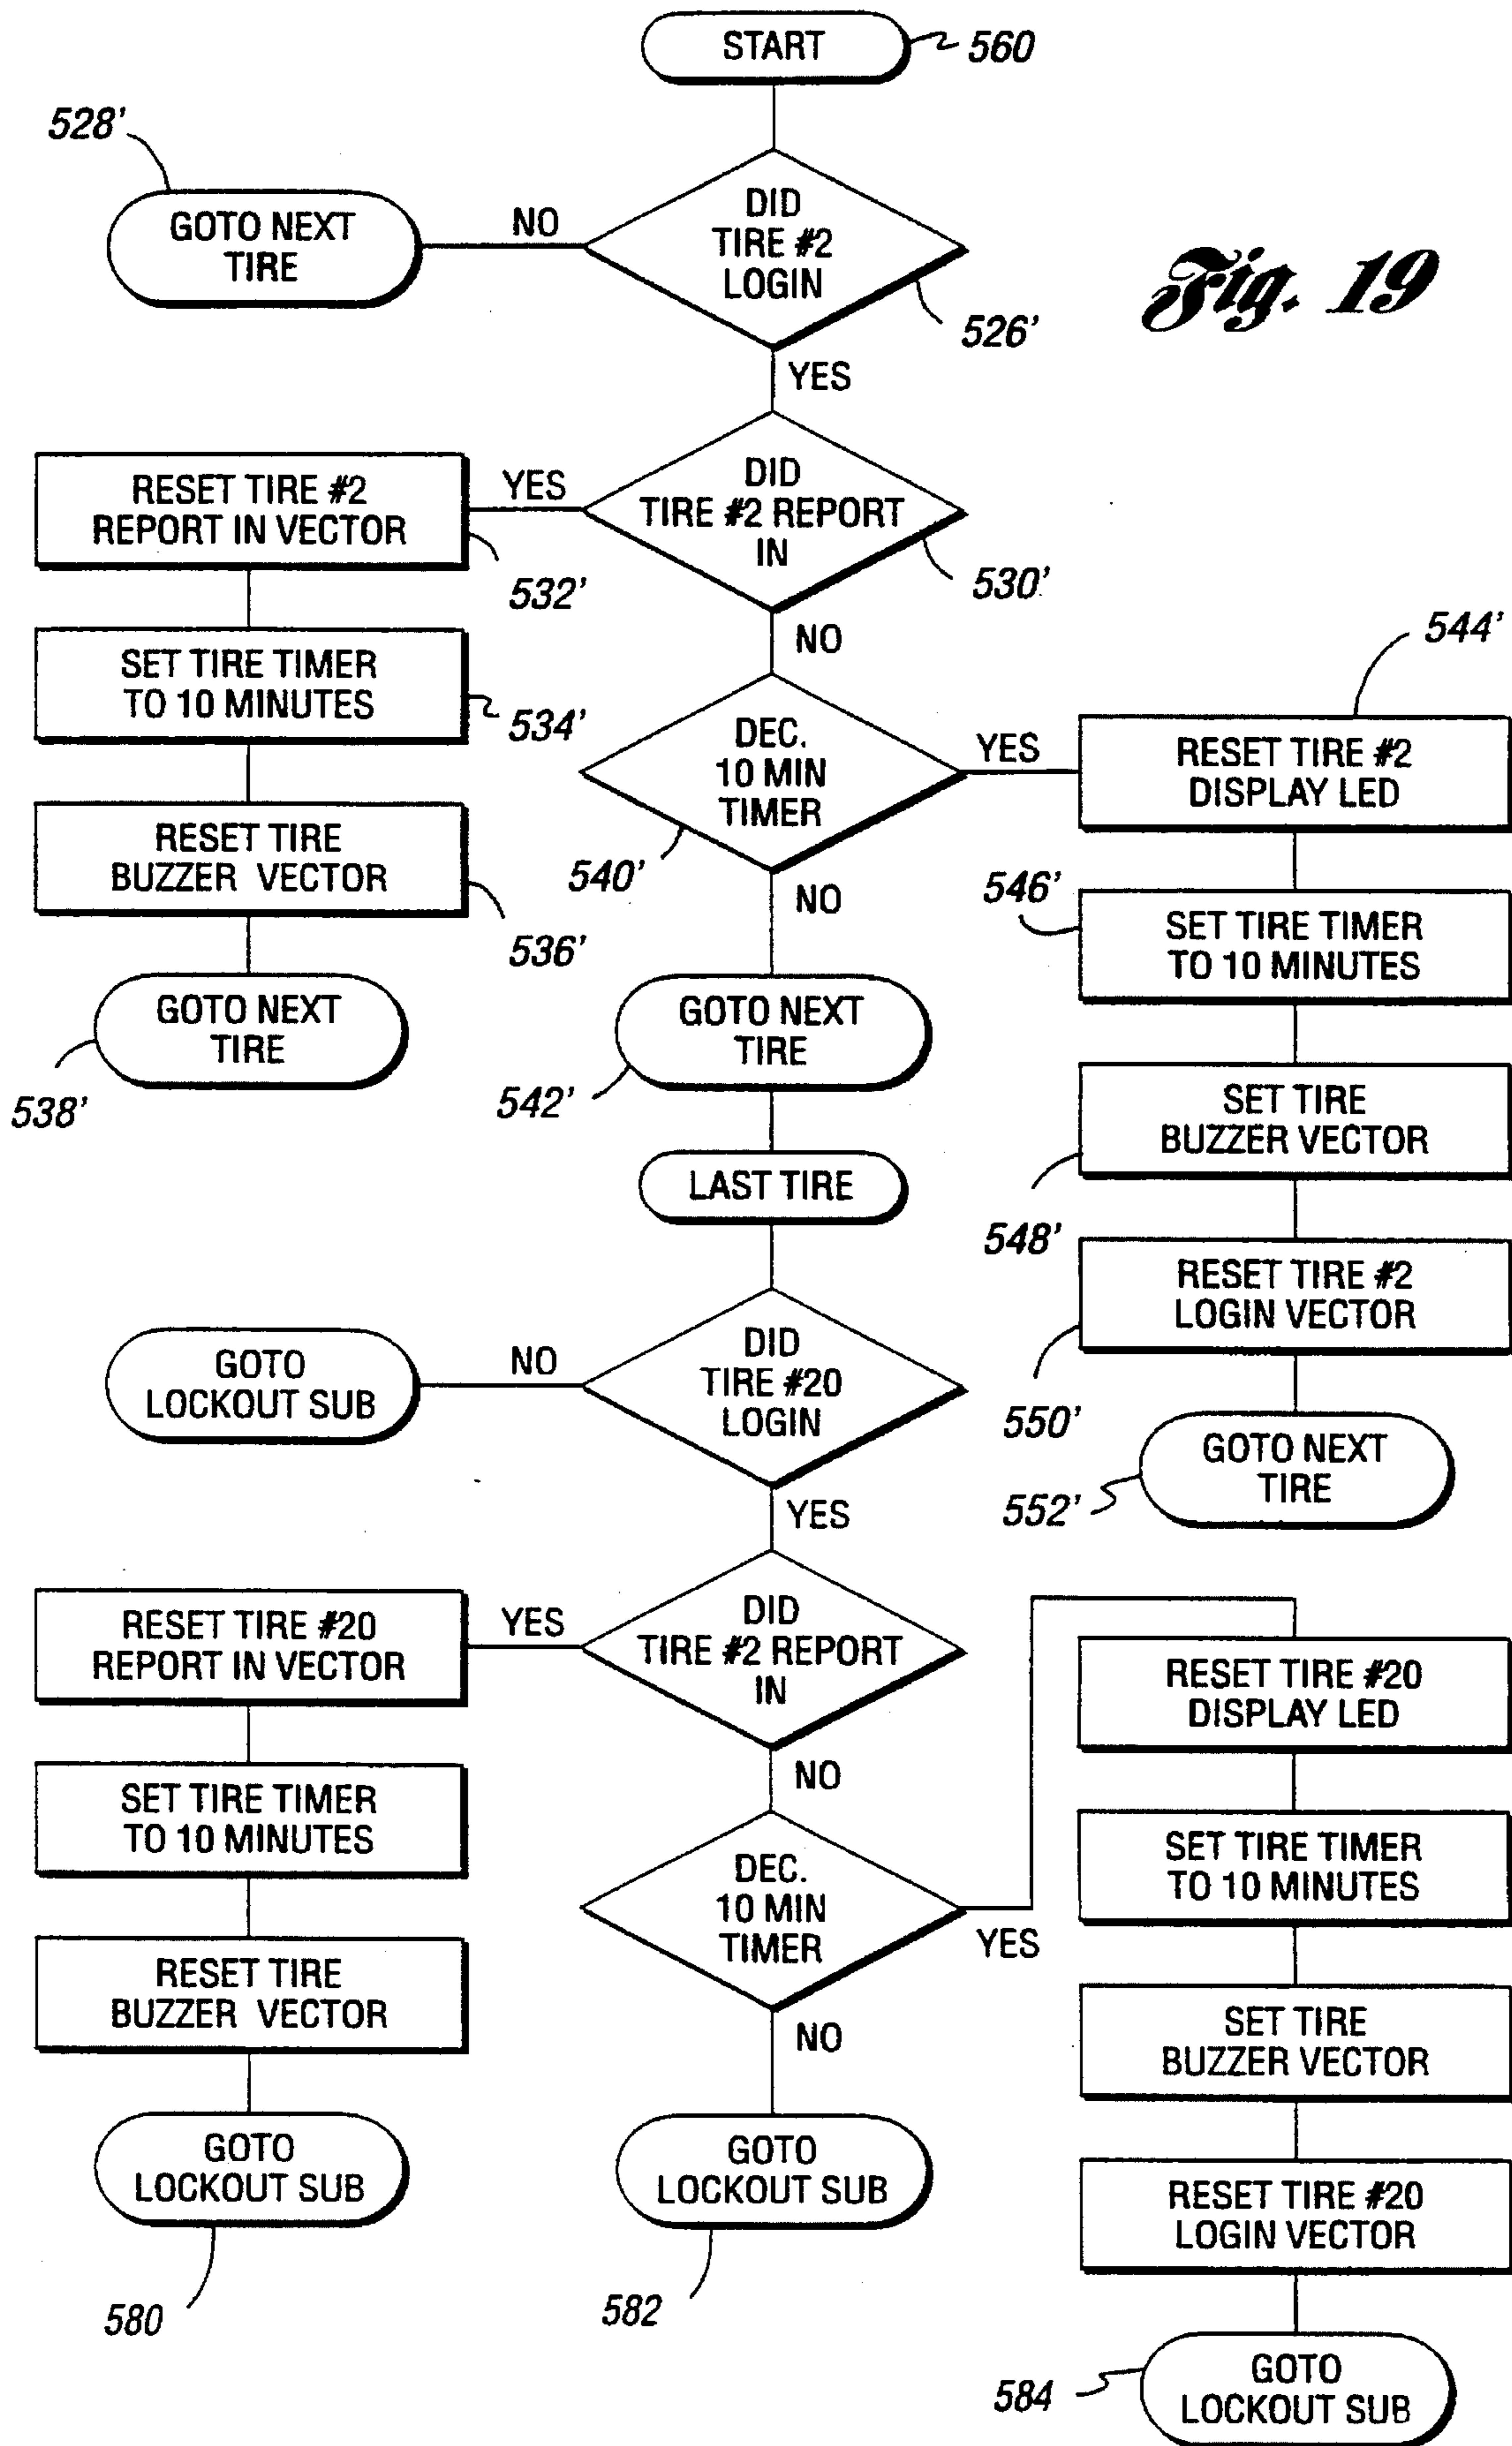 START
560
528'
GOTO NEXT
TIRE
NO
DID
TIRE #2
LOGIN
526'
Fig. 19
YES
RESET TIRE #2
REPORT IN VECTOR
532'
YES
DID
TIRE #2 REPORT
IN
530'
NO
SET TIRE TIMER
TO 10 MINUTES
534'
RESET TIRE
BUZZER VECTOR
536'
GOTO NEXT
TIRE
538'
DEC.
10 MIN
TIMER
540'
YES
544'
RESET TIRE #2
DISPLAY LED
546'
SET TIRE TIMER
TO 10 MINUTES
SET TIRE
BUZZER VECTOR
548'
RESET TIRE #2
LOGIN VECTOR
550'
GOTO NEXT
TIRE
552'
NO
GOTO NEXT
TIRE
542'
LAST TIRE
GOTO
LOCKOUT SUB
NO
DID
TIRE #20
LOGIN
YES
RESET TIRE #20
REPORT IN VECTOR
YES
DID
TIRE #2 REPORT
IN
NO
SET TIRE TIMER
TO 10 MINUTES
RESET TIRE
BUZZER VECTOR
GOTO
LOCKOUT SUB
580
DEC.
10 MIN
TIMER
YES
NO
GOTO
LOCKOUT SUB
582
RESET TIRE #20
DISPLAY LED
SET TIRE TIMER
TO 10 MINUTES
SET TIRE
BUZZER VECTOR
RESET TIRE #20
LOGIN VECTOR
584
GOTO
LOCKOUT SUB